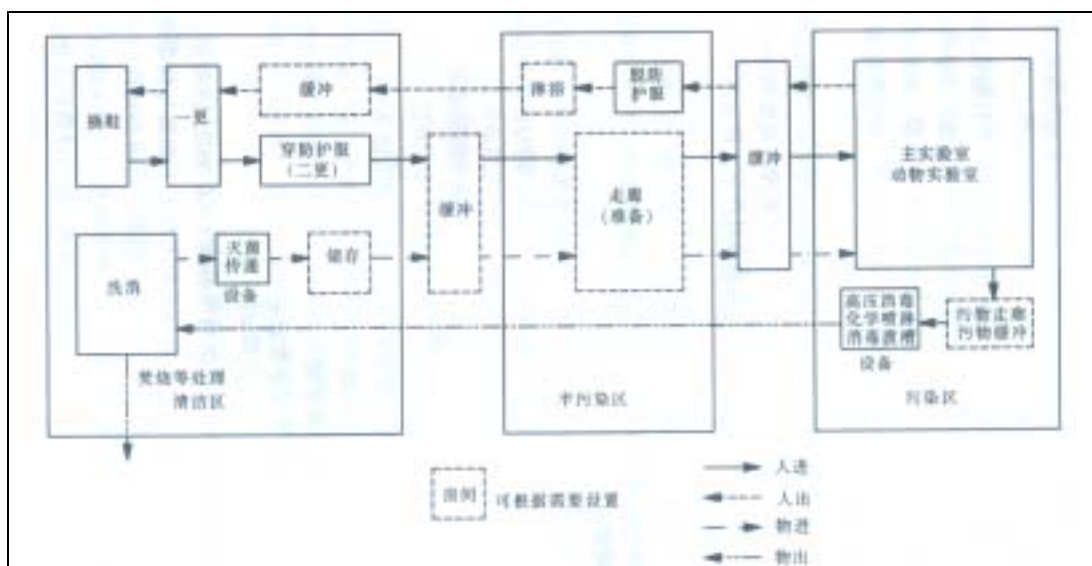 换鞋
一更
缓冲
淋浴
脱防
护服
穿防护服
(二更)
缓冲
走廊
(准备)
缓冲
主实验室
动物实验室
洗消
灭菌
传递
设备
储存
高压消毒
化学喷淋
消毒渡槽
设备
污物走廊
污物缓冲
焚烧等处理
清洁区
半污染区
污染区
房间
可根据需要设置
人进
人出
物进
物出